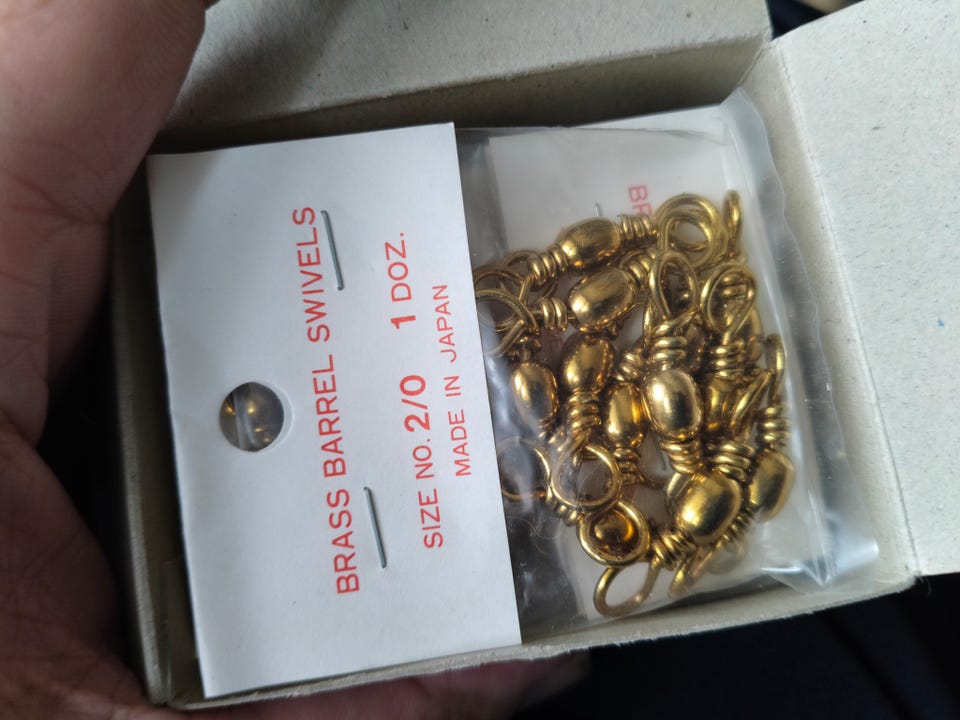 BRASS BARREL SWIVELS
SIZE NO. 2/0 1 DOZ.
MADE IN JAPAN